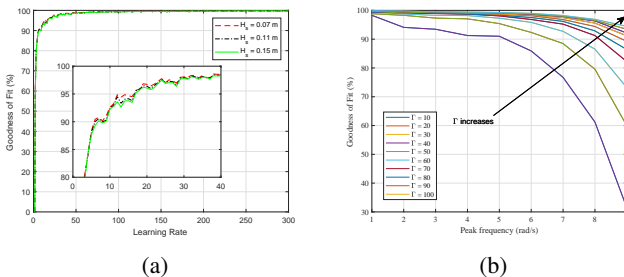 100
90
80
70
60
50
40
30
20
10
0
Goodness of Fit (%)
0 50 100 150 200 250 300
Learning Rate
H_s = 0.07 m
H_s = 0.11 m
H_s = 0.15 m
100
95
90
85
80
0 10 20 30 40
(a)
100
90
80
70
60
50
40
30
Goodness of Fit (%)
1 2 3 4 5 6 7 8
Peak frequency (rad/s)
Γ = 10
Γ = 20
Γ = 30
Γ = 40
Γ = 50
Γ = 60
Γ = 70
Γ = 80
Γ = 90
Γ = 100
Γ increases
(b)